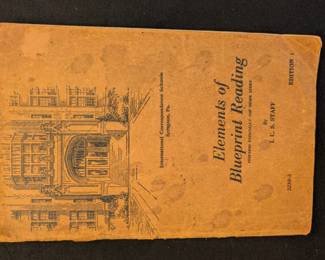 Elements of
Blueprint Reading
By
I. C. S. STAFF
International Correspondence Schools
Scranton, Pa.
EDITION 1